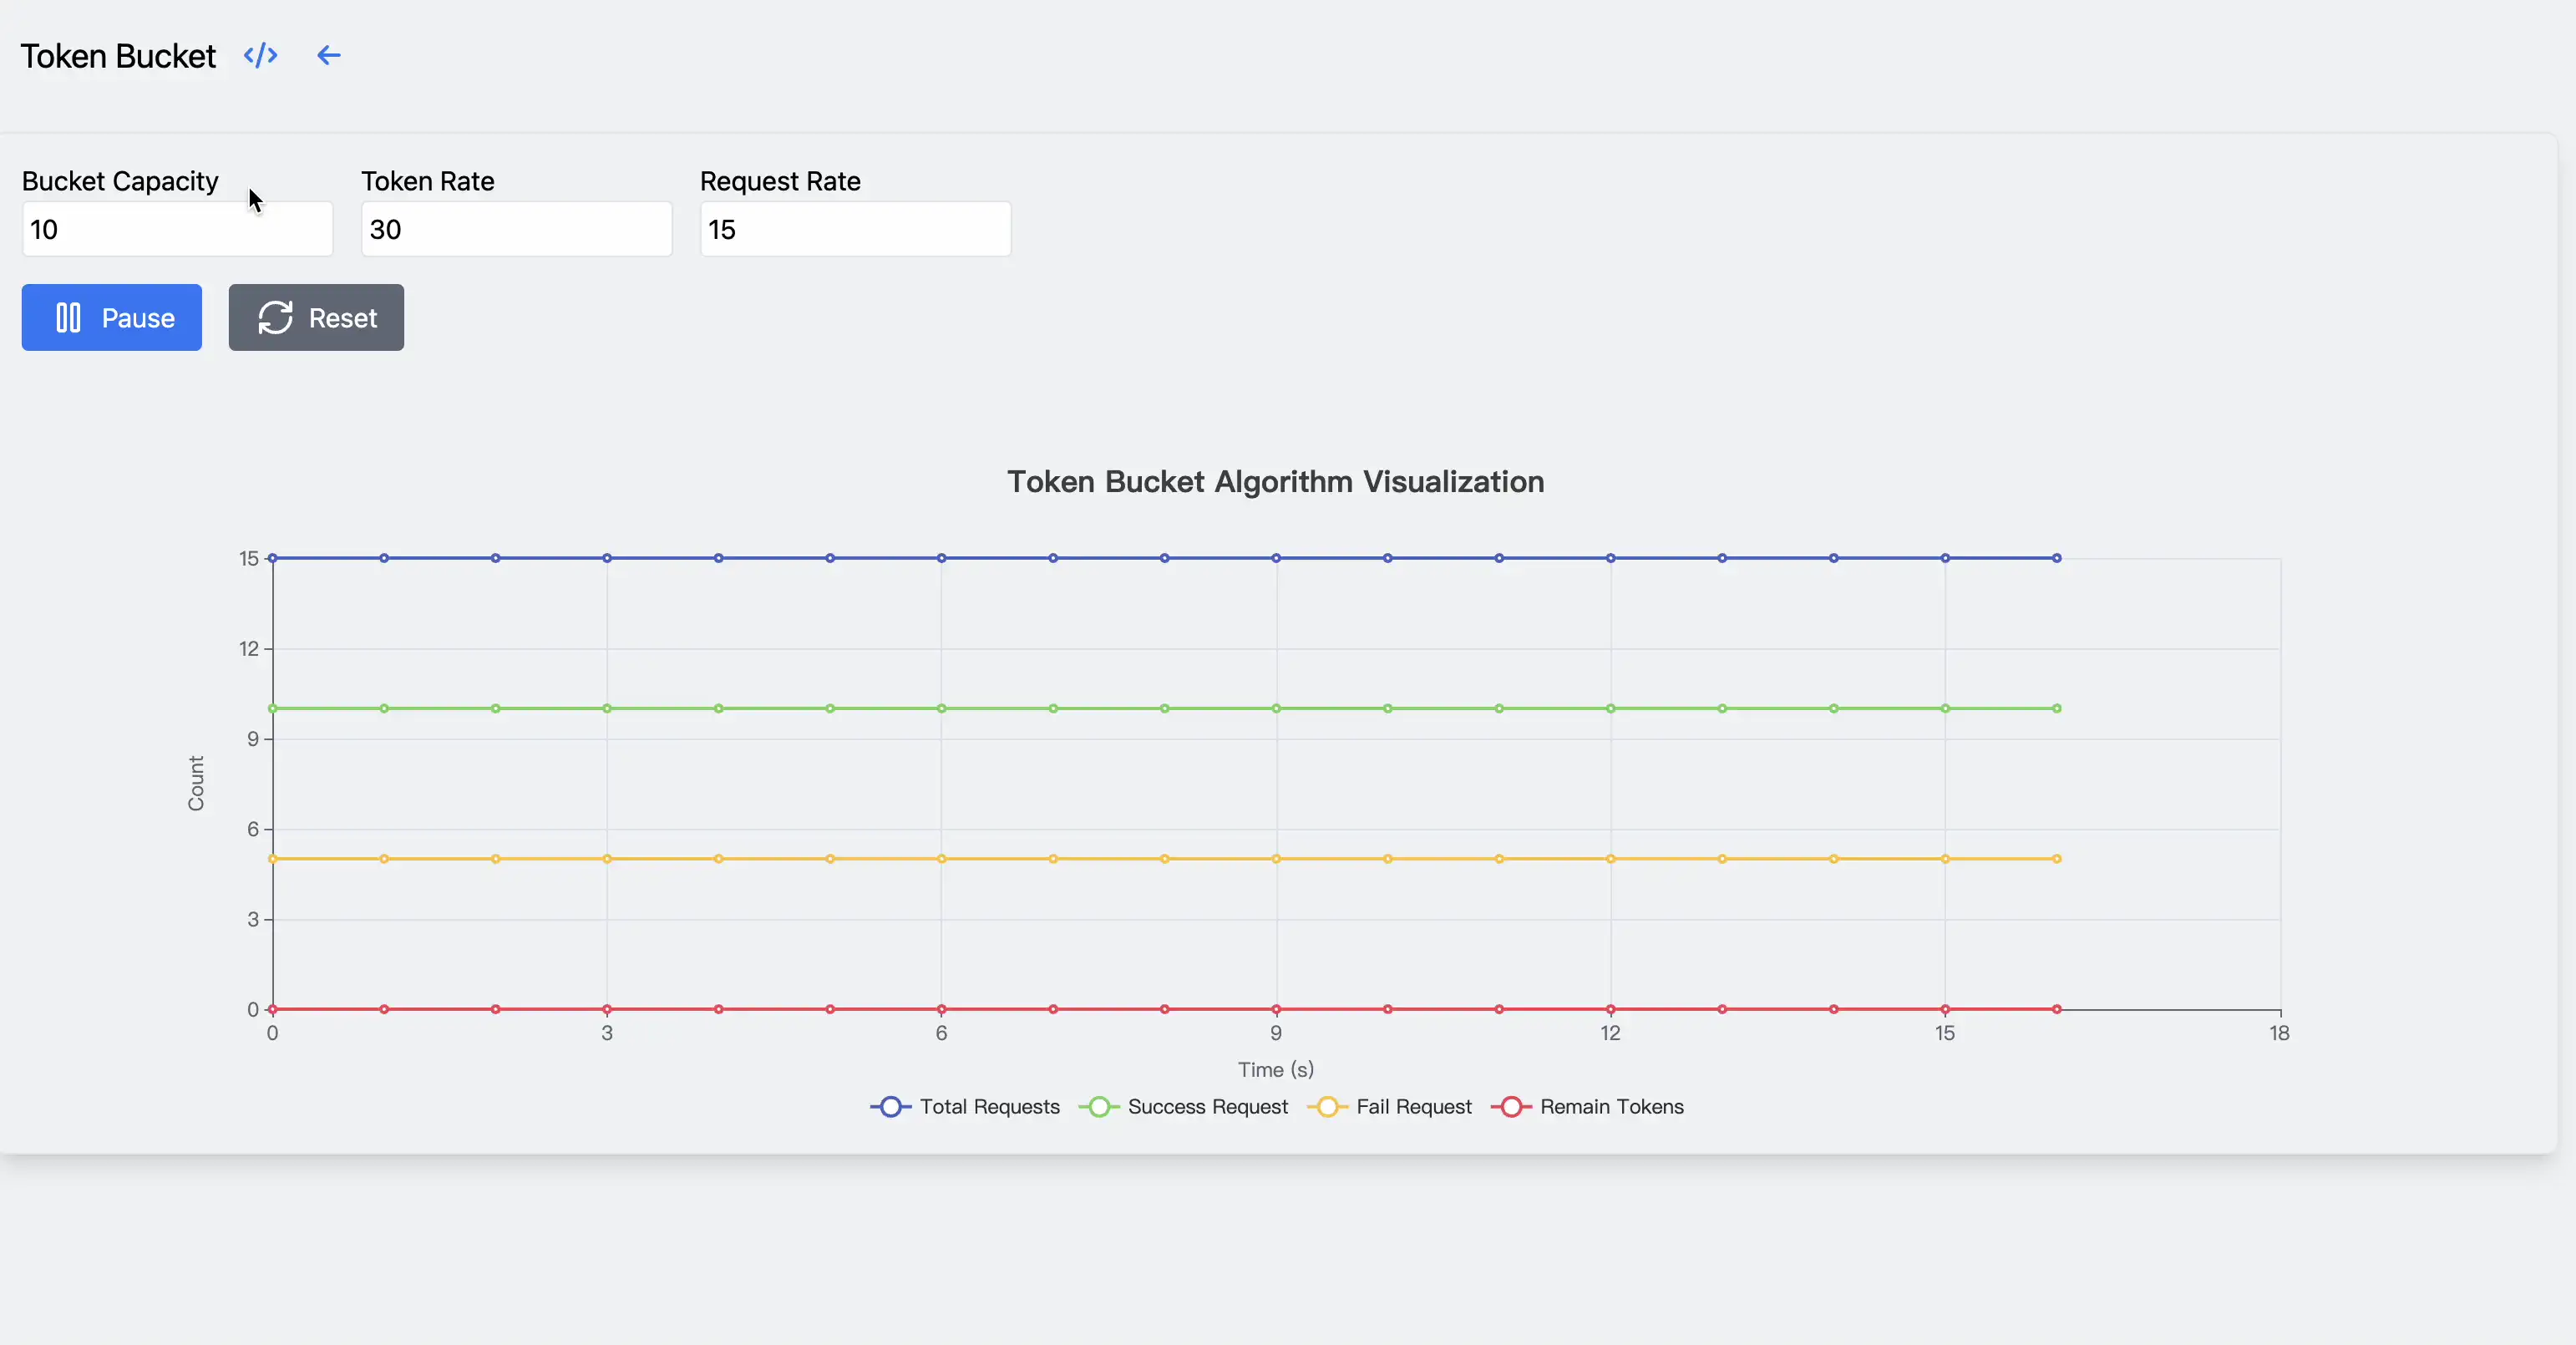 Token Bucket </>
Bucket Capacity Token Rate Request Rate
10 30 15
Pause Reset
Token Bucket Algorithm Visualization
15
12
9
6
3
0
Count
0 3 6 9 12 15 18
Time (s)
Total Requests Success Request Fail Request Remain Tokens